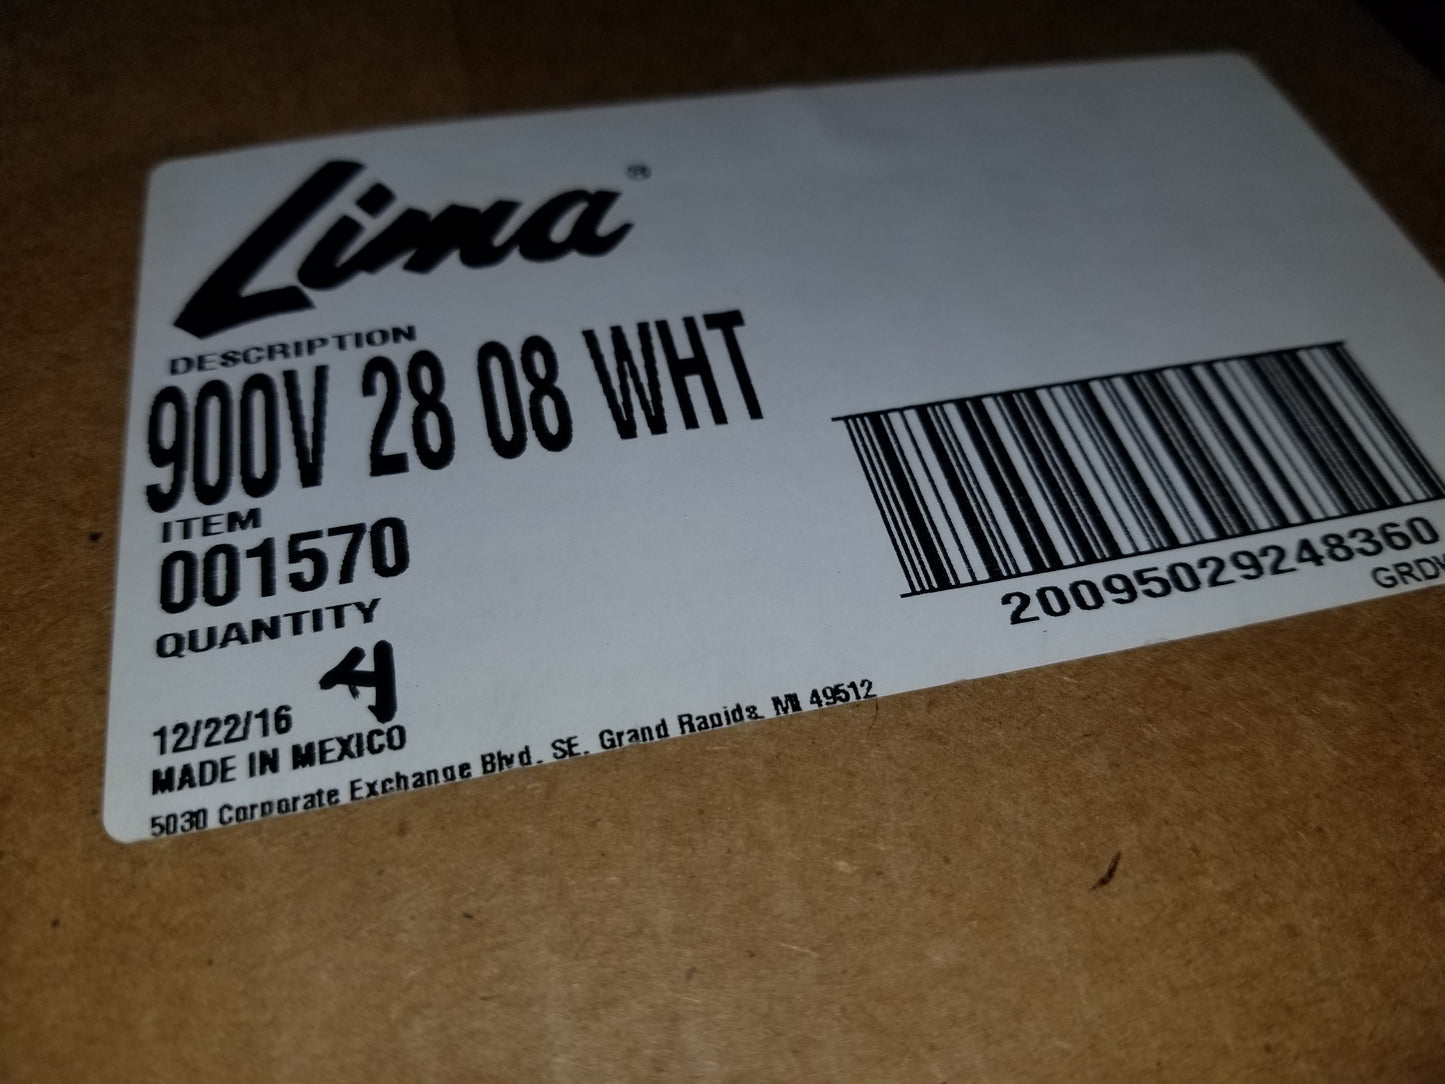 Lima®
DESCRIPTION
900V 28 08 WHT
ITEM
001570
QUANTITY
4
12/22/16
MADE IN MEXICO
5030 Corporate Exchange Blvd. SE. Grand Rapids. MI 49512
20095029248360